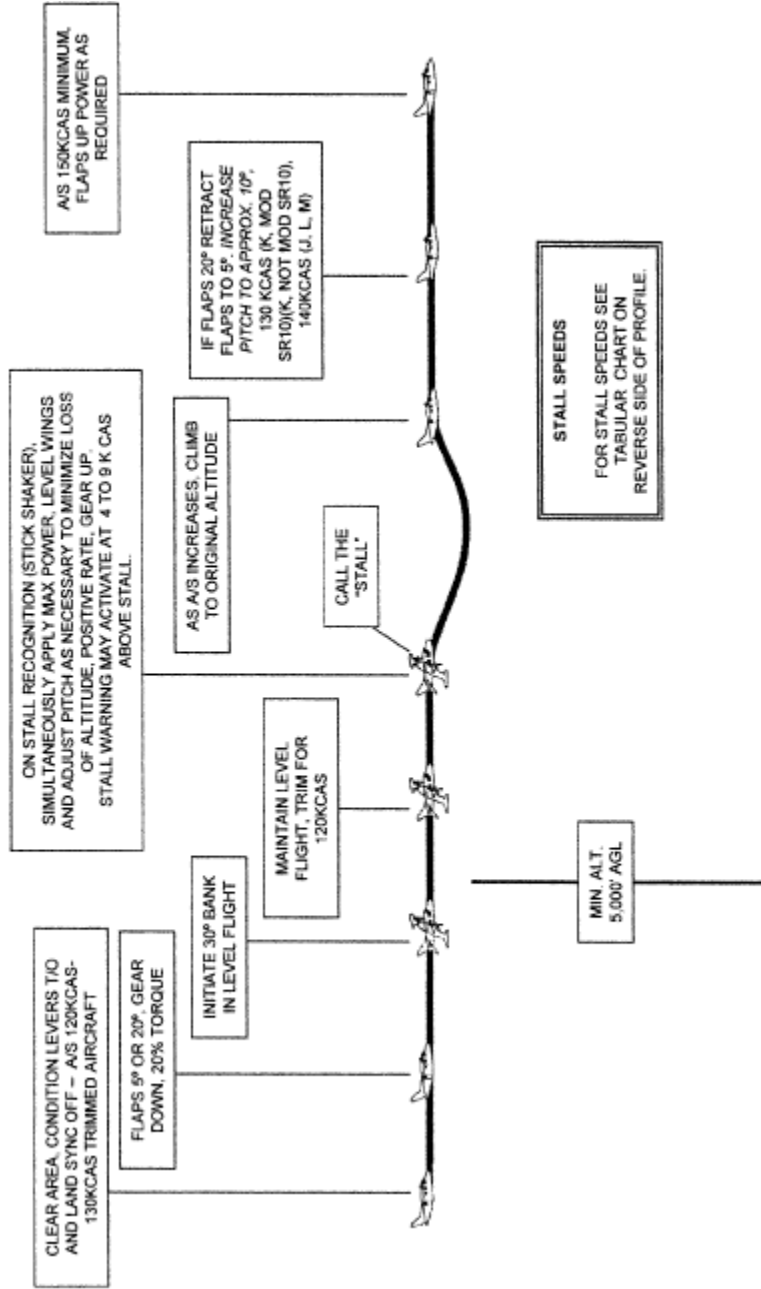 CLEAR AREA, CONDITION LEVERS T/O
AND LAND SYNC OFF – A/S 120KCAS-
130KCAS TRIMMED AIRCRAFT
FLAPS 5º OR 20º, GEAR
DOWN, 20% TORQUE
INITIATE 30º BANK
IN LEVEL FLIGHT
MAINTAIN LEVEL
FLIGHT, TRIM FOR
120KCAS
ON STALL RECOGNITION (STICK SHAKER),
SIMULTANEOUSLY APPLY MAX POWER, LEVEL WINGS
AND ADJUST PITCH AS NECESSARY TO MINIMIZE LOSS
OF ALTITUDE, POSITIVE RATE, GEAR UP.
STALL WARNING MAY ACTIVATE AT 4 TO 9 K CAS
ABOVE STALL.
CALL THE
"STALL"
AS A/S INCREASES, CLIMB
TO ORIGINAL ALTITUDE
IF FLAPS 20º RETRACT
FLAPS TO 5º. INCREASE
PITCH TO APPROX. 10º,
130 KCAS (K, MOD
SR10)(K, NOT MOD SR10),
140KCAS (J, L, M)
A/S 150KCAS MINIMUM,
FLAPS UP POWER AS
REQUIRED
MIN. ALT.
5,000' AGL
STALL SPEEDS
FOR STALL SPEEDS SEE
TABULAR CHART ON
REVERSE SIDE OF PROFILE.